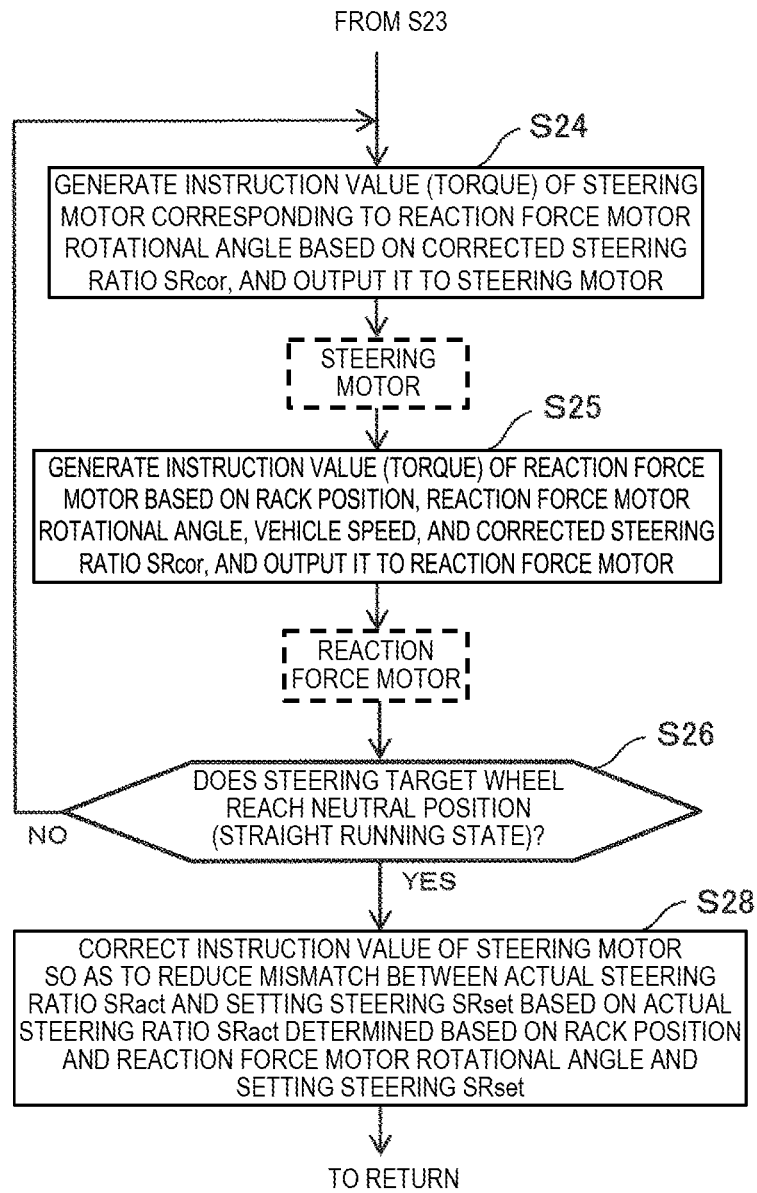 FROM S23
S24
GENERATE INSTRUCTION VALUE (TORQUE) OF STEERING
MOTOR CORRESPONDING TO REACTION FORCE MOTOR
ROTATIONAL ANGLE BASED ON CORRECTED STEERING
RATIO SRcor, AND OUTPUT IT TO STEERING MOTOR
STEERING
MOTOR
S25
GENERATE INSTRUCTION VALUE (TORQUE) OF REACTION FORCE
MOTOR BASED ON RACK POSITION, REACTION FORCE MOTOR
ROTATIONAL ANGLE, VEHICLE SPEED, AND CORRECTED STEERING
RATIO SRcor, AND OUTPUT IT TO REACTION FORCE MOTOR
REACTION
FORCE MOTOR
S26
DOES STEERING TARGET WHEEL
REACH NEUTRAL POSITION
(STRAIGHT RUNNING STATE)?
NO
YES
S28
CORRECT INSTRUCTION VALUE OF STEERING MOTOR
SO AS TO REDUCE MISMATCH BETWEEN ACTUAL STEERING
RATIO SRact AND SETTING STEERING SRset BASED ON ACTUAL
STEERING RATIO SRact DETERMINED BASED ON RACK POSITION
AND REACTION FORCE MOTOR ROTATIONAL ANGLE AND
SETTING STEERING SRset
TO RETURN